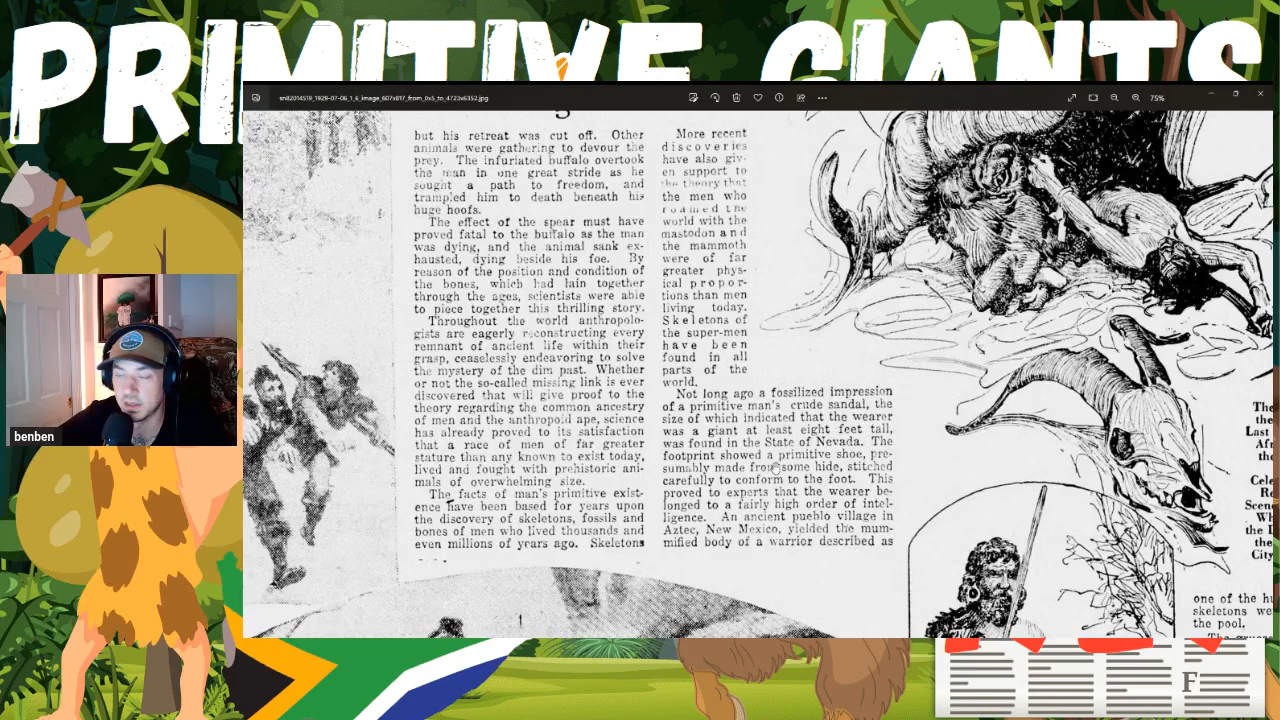 PRIMITIVE GIANTS
sn82014519_1929-07-06_1_6_image_607x817_from_0x5_to_4723x6352.jpg
75%
but his retreat was cut off. Other
animals were gathering to devour the
prey. The infuriated buffalo overtook
the man in one great stride as he
sought a path to freedom, and
trampled him to death beneath his
huge hoofs.
The effect of the spear must have
proved fatal to the buffalo as the man
was dying, and the animal sank ex-
hausted, dying beside his foe. By
reason of the position and condition of
the bones, which had lain together
through the ages, scientists were able
to piece together this thrilling story.
Throughout the world anthropolo-
gists are eagerly reconstructing every
remnant of ancient life within their
grasp, ceaselessly endeavoring to solve
the mystery of the dim past. Whether
or not the so-called missing link is ever
discovered that will give proof to the
theory regarding the common ancestry
of men and the anthropoid ape, science
has already proved to its satisfaction
that a race of men of far greater
stature than any known to exist today,
lived and fought with prehistoric ani-
mals of overwhelming size.
The facts of man's primitive exist-
ence have been based for years upon
the discovery of skeletons, fossils and
bones of men who lived thousands and
even millions of years ago. Skeletons
More recent
discoveries
have also giv-
en support to
the theory that
the men who
roamed the
world with the
mastodon and
the mammoth
were of far
greater phys-
ical propor-
tions than men
living today.
Skeletons of
the super-men
have been
found in all
parts of the
world.
Not long ago a fossilized impression
of a primitive man's crude sandal, the
size of which indicated that the wearer
was a giant at least eight feet tall,
was found in the State of Nevada. The
footprint showed a primitive shoe, pre-
sumably made from some hide, stitched
carefully to conform to the foot. This
proved to experts that the wearer be-
longed to a fairly high order of intel-
ligence. An ancient pueblo village in
Aztec, New Mexico, yielded the mum-
mified body of a warrior described as
The
the
Last
Afr
the
Cele
Re
Scen
Wh
the
City
one of the hu
skeletons we
the pool.
benben
F